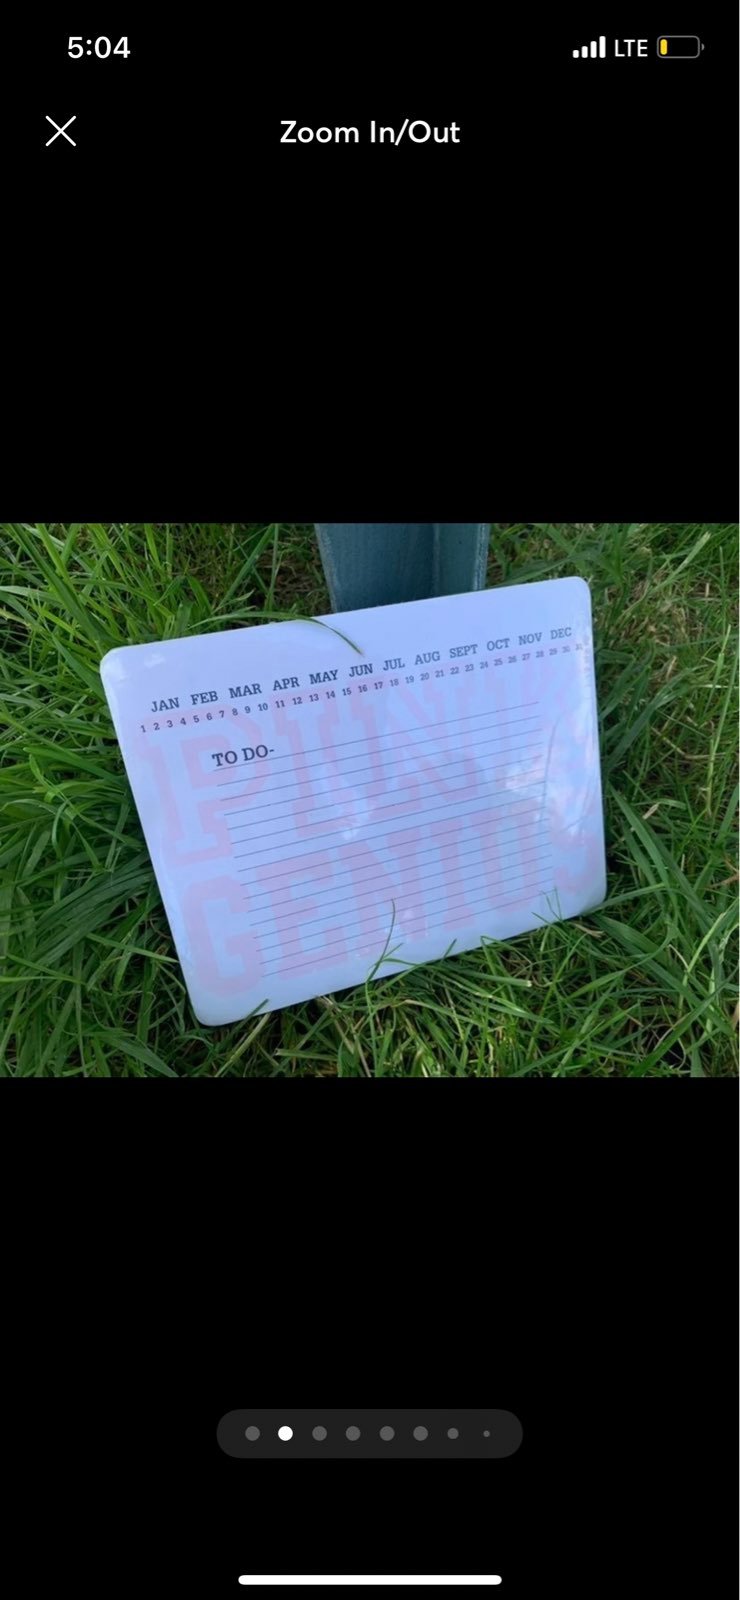 5:04
LTE
Zoom In/Out
JAN FEB MAR APR MAY JUN JUL AUG SEPT OCT NOV DEC
1 2 3 4 5 6 7 8 9 10 11 12 13 14 15 16 17 18 19 20 21 22 23 24 25 26 27 28 29 30 31
TO DO-
PINK
GENIUS